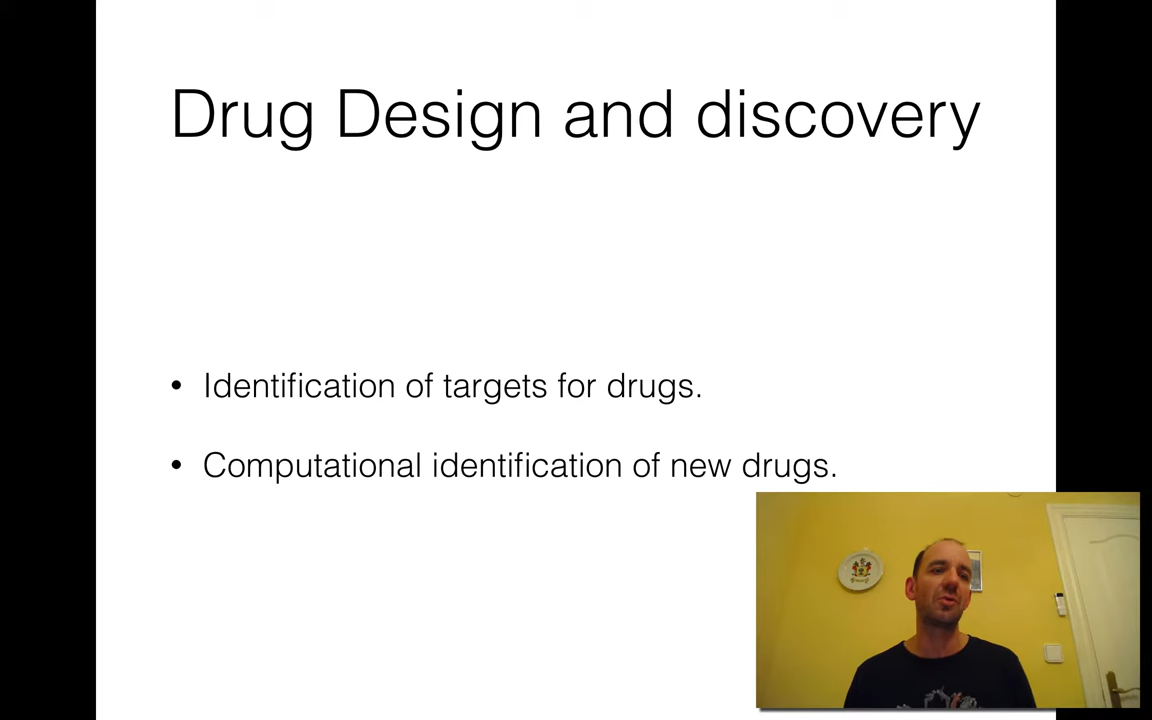 Drug Design and discovery
• Identification of targets for drugs.
• Computational identification of new drugs.